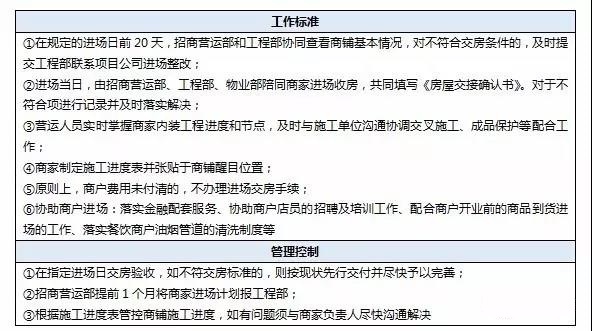 工作标准
①在规定的进场日前 20 天，招商营运部和工程部协同查看商铺基本情况，对不符合交房条件的，及时提
交工程部联系项目公司进场整改；
②进场当日，由招商营运部、工程部、物业部陪同商家进场收房，共同填写《房屋交接确认书》。对于不
符合项进行记录并及时落实解决；
③营运人员实时掌握商家内装工程进度和节点，及时与施工单位沟通协调交叉施工、成品保护等配合工
作；
④商家制定施工进度表并张贴于商铺醒目位置；
⑤原则上，商户费用未付清的，不办理进场交房手续；
⑥协助商户进场：落实金融配套服务、协助商户店员的招聘及培训工作、配合商户开业前的商品到货进
场的工作、落实餐饮商户油烟管道的清洗制度等
管理控制
①在指定进场日交房验收，如不符交房标准的，则按现状先行交付并尽快予以完善；
②招商营运部提前 1 个月将商家进场计划报工程部；
③根据施工进度表管控商铺施工进度，如有问题须与商家负责人尽快沟通解决